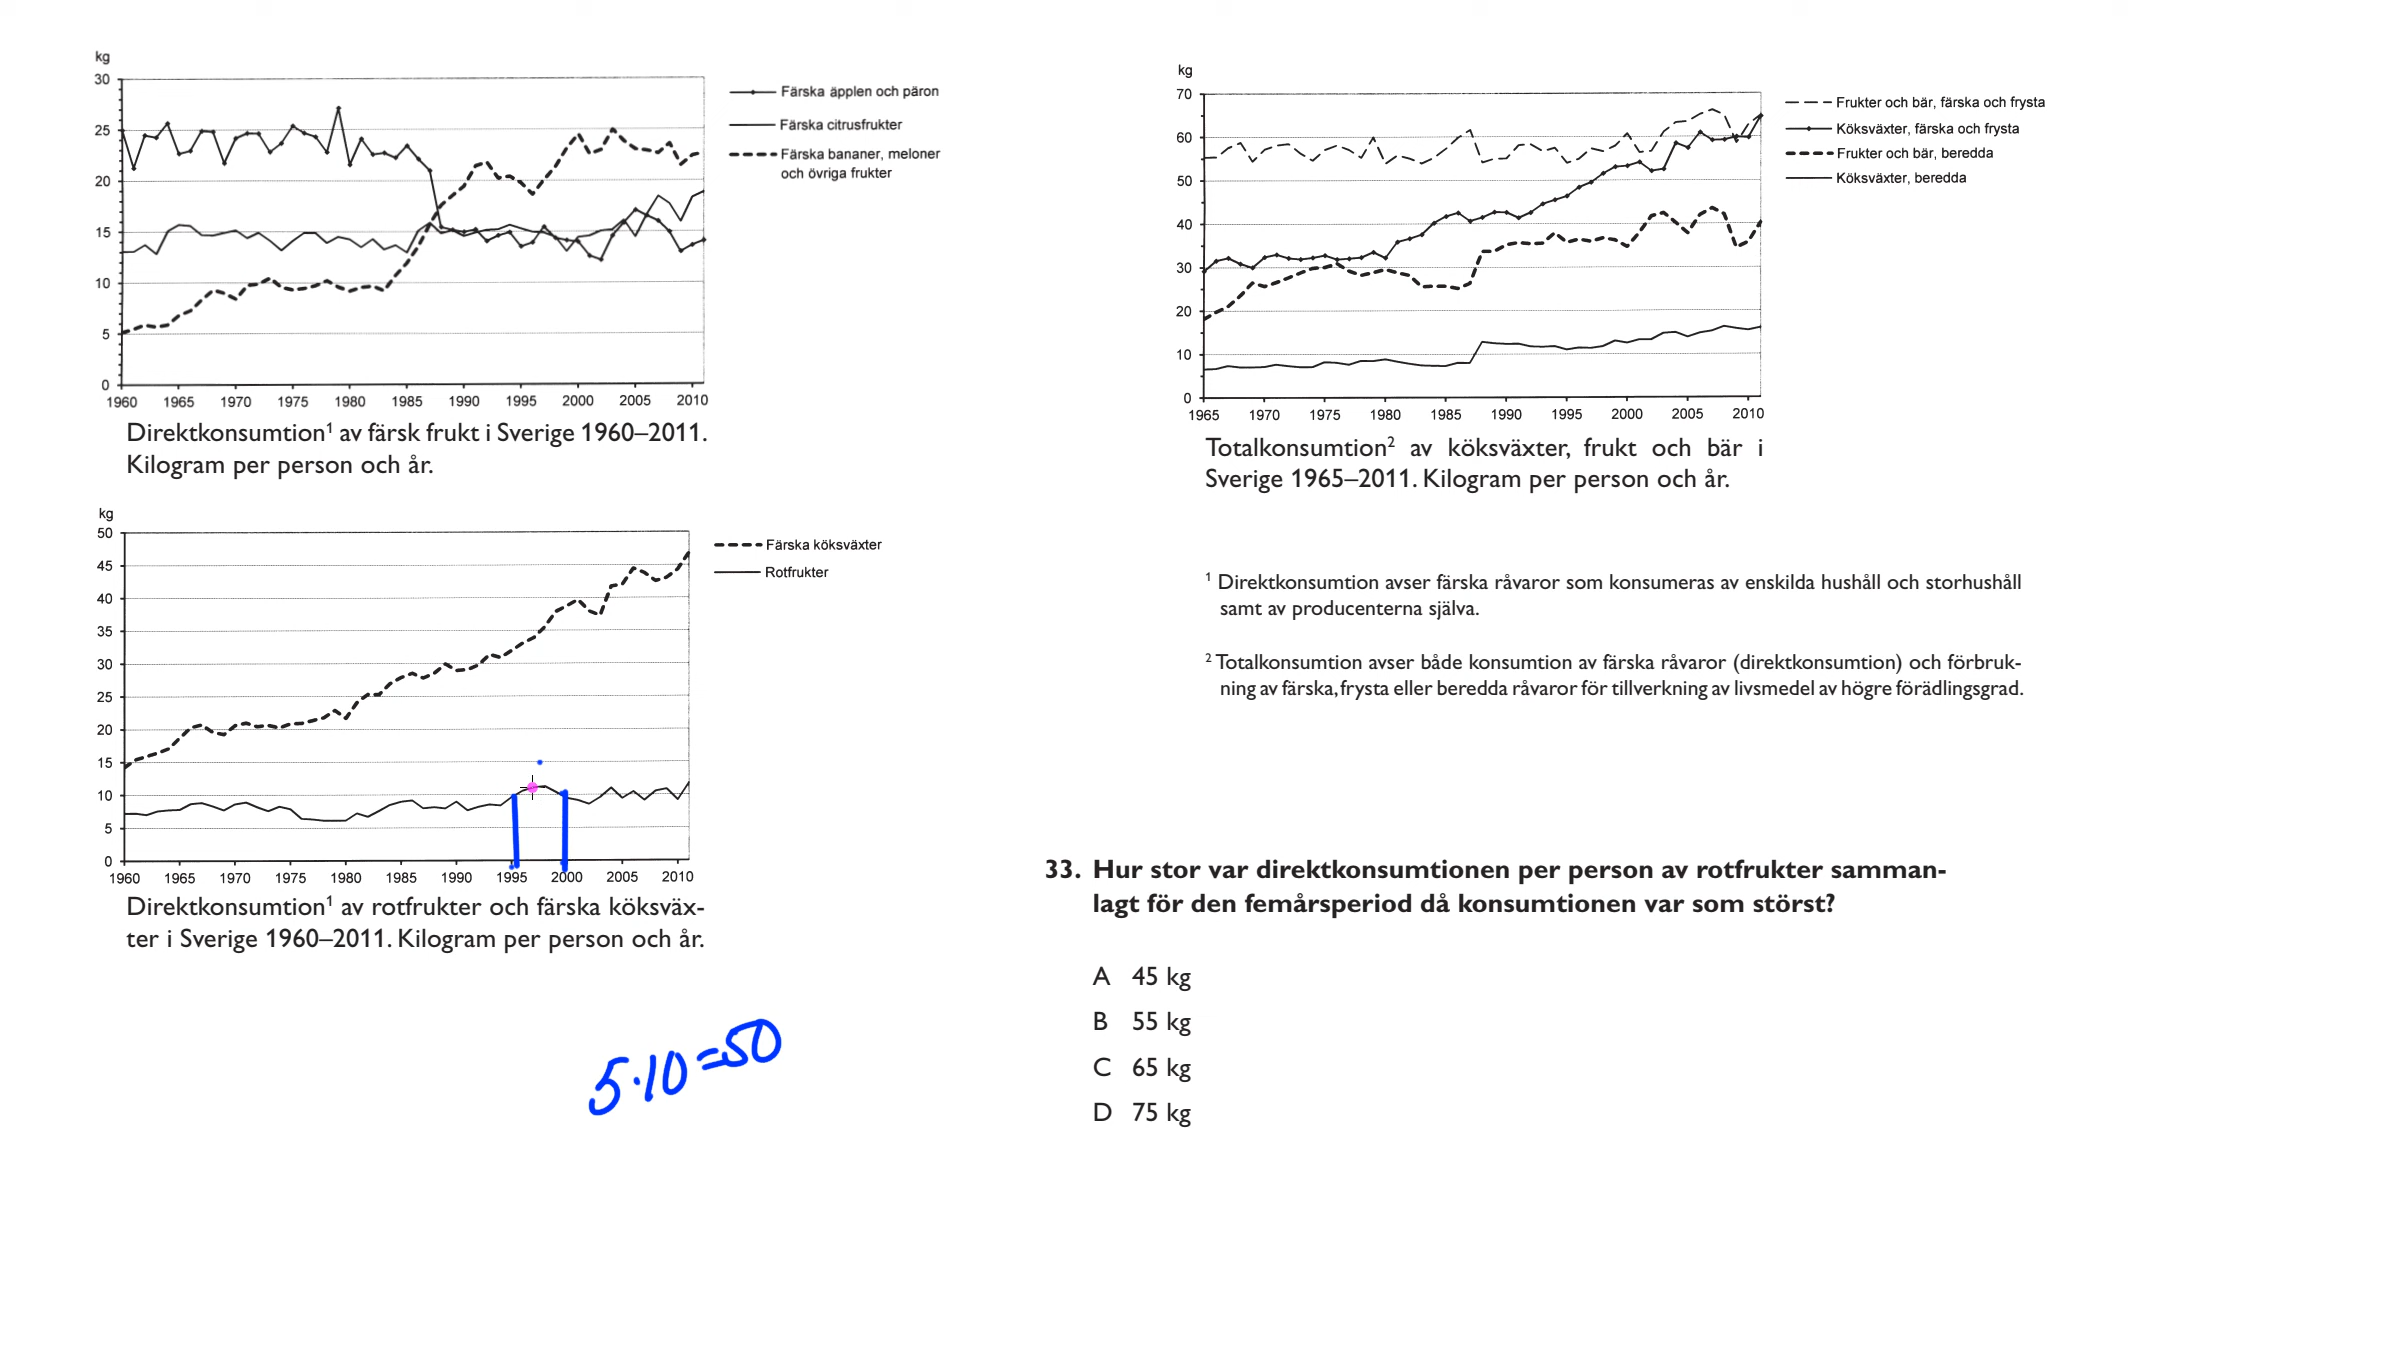 kg
30
25
20
15
10
5
0
1960 1965 1970 1975 1980 1985 1990 1995 2000 2005 2010
Färska äpplen och päron
Färska citrusfrukter
Färska bananer, meloner
och övriga frukter
Direktkonsumtion¹ av färsk frukt i Sverige 1960–2011.
Kilogram per person och år.
kg
50
45
40
35
30
25
20
15
10
5
0
1960 1965 1970 1975 1980 1985 1990 1995 2000 2005 2010
Färska köksväxter
Rotfrukter
Direktkonsumtion¹ av rotfrukter och färska köksväx-
ter i Sverige 1960–2011. Kilogram per person och år.
5·10=50
kg
70
60
50
40
30
20
10
0
1965 1970 1975 1980 1985 1990 1995 2000 2005 2010
Frukter och bär, färska och frysta
Köksväxter, färska och frysta
Frukter och bär, beredda
Köksväxter, beredda
Totalkonsumtion² av köksväxter, frukt och bär i
Sverige 1965–2011. Kilogram per person och år.
¹ Direktkonsumtion avser färska råvaror som konsumeras av enskilda hushåll och storhushåll
samt av producenterna själva.
² Totalkonsumtion avser både konsumtion av färska råvaror (direktkonsumtion) och förbruk-
ning av färska, frysta eller beredda råvaror för tillverkning av livsmedel av högre förädlingsgrad.
33. Hur stor var direktkonsumtionen per person av rotfrukter samman-
lagt för den femårsperiod då konsumtionen var som störst?
A 45 kg
B 55 kg
C 65 kg
D 75 kg